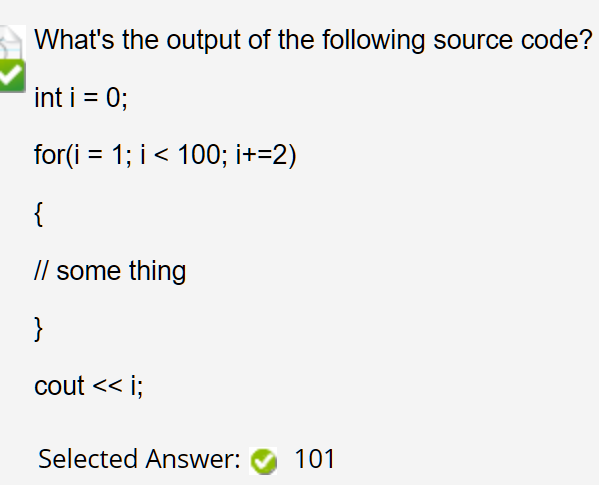 What's the output of the following source code?
int i = 0;
for(i = 1; i < 100; i+=2)
{
// some thing
}
cout << i;
Selected Answer: 101